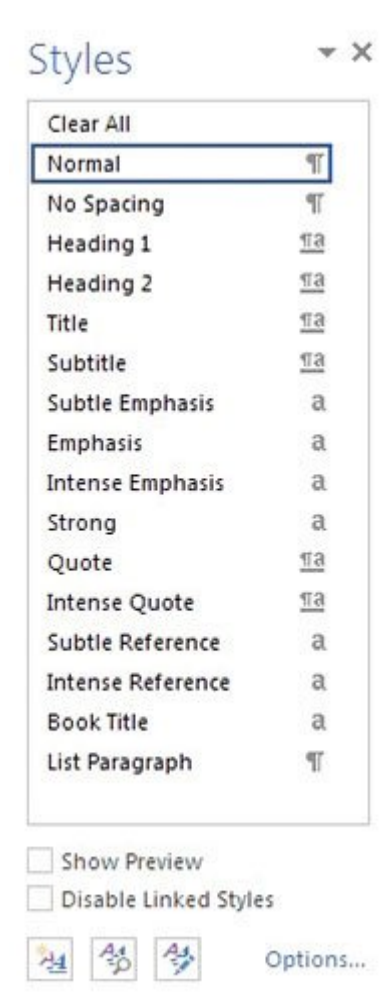 Styles
Clear All
Normal ¶
No Spacing ¶
Heading 1 ¶a
Heading 2 ¶a
Title ¶a
Subtitle ¶a
Subtle Emphasis a
Emphasis a
Intense Emphasis a
Strong a
Quote ¶a
Intense Quote ¶a
Subtle Reference a
Intense Reference a
Book Title a
List Paragraph ¶
Show Preview
Disable Linked Styles
Options...